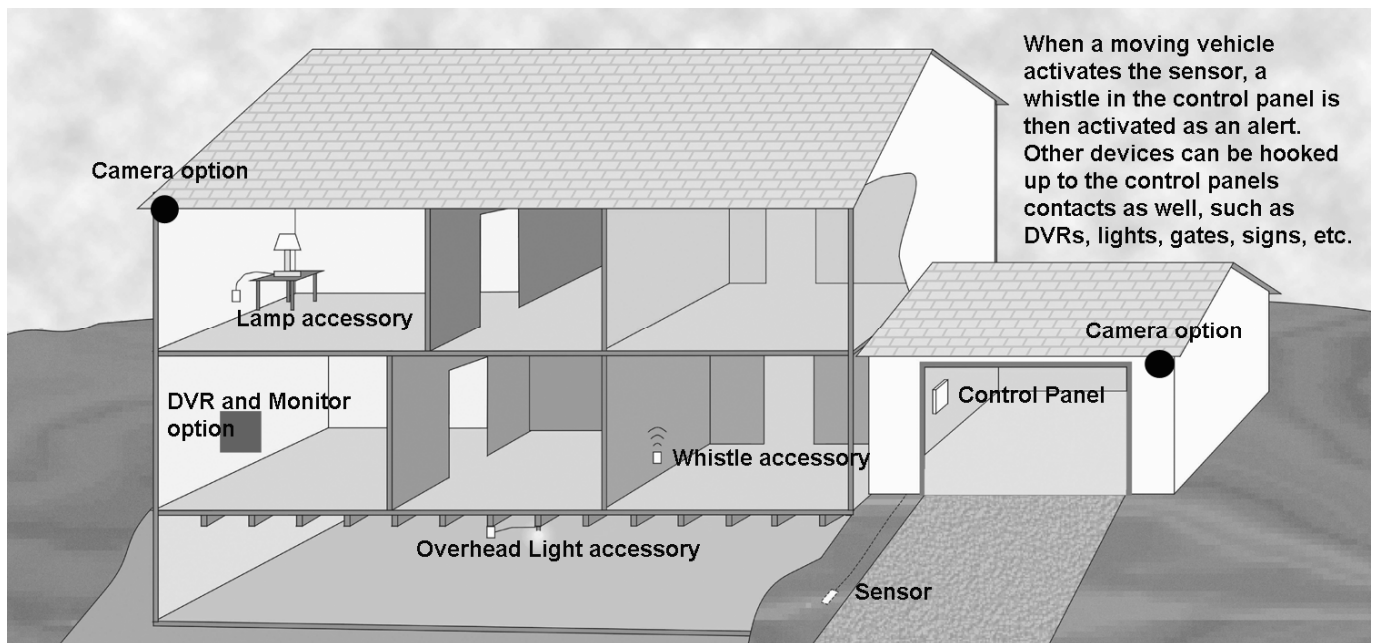 When a moving vehicle
activates the sensor, a
whistle in the control panel is
then activated as an alert.
Other devices can be hooked
up to the control panels
contacts as well, such as
DVRs, lights, gates, signs, etc.
Camera option
Lamp accessory
Camera option
DVR and Monitor
option
Control Panel
Whistle accessory
Overhead Light accessory
Sensor